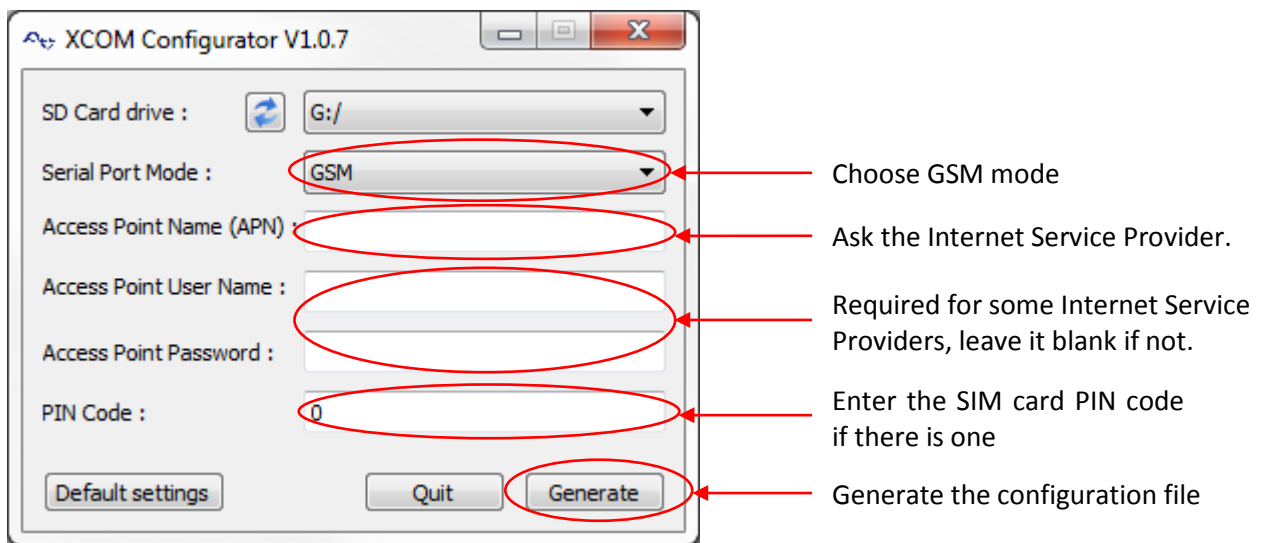 XCOM Configurator V1.0.7
SD Card drive :
G:/
Serial Port Mode :
GSM
Choose GSM mode
Access Point Name (APN) :
Ask the Internet Service Provider.
Access Point User Name :
Required for some Internet Service
Providers, leave it blank if not.
Access Point Password :
PIN Code :
0
Enter the SIM card PIN code
if there is one
Default settings
Quit
Generate
Generate the configuration file